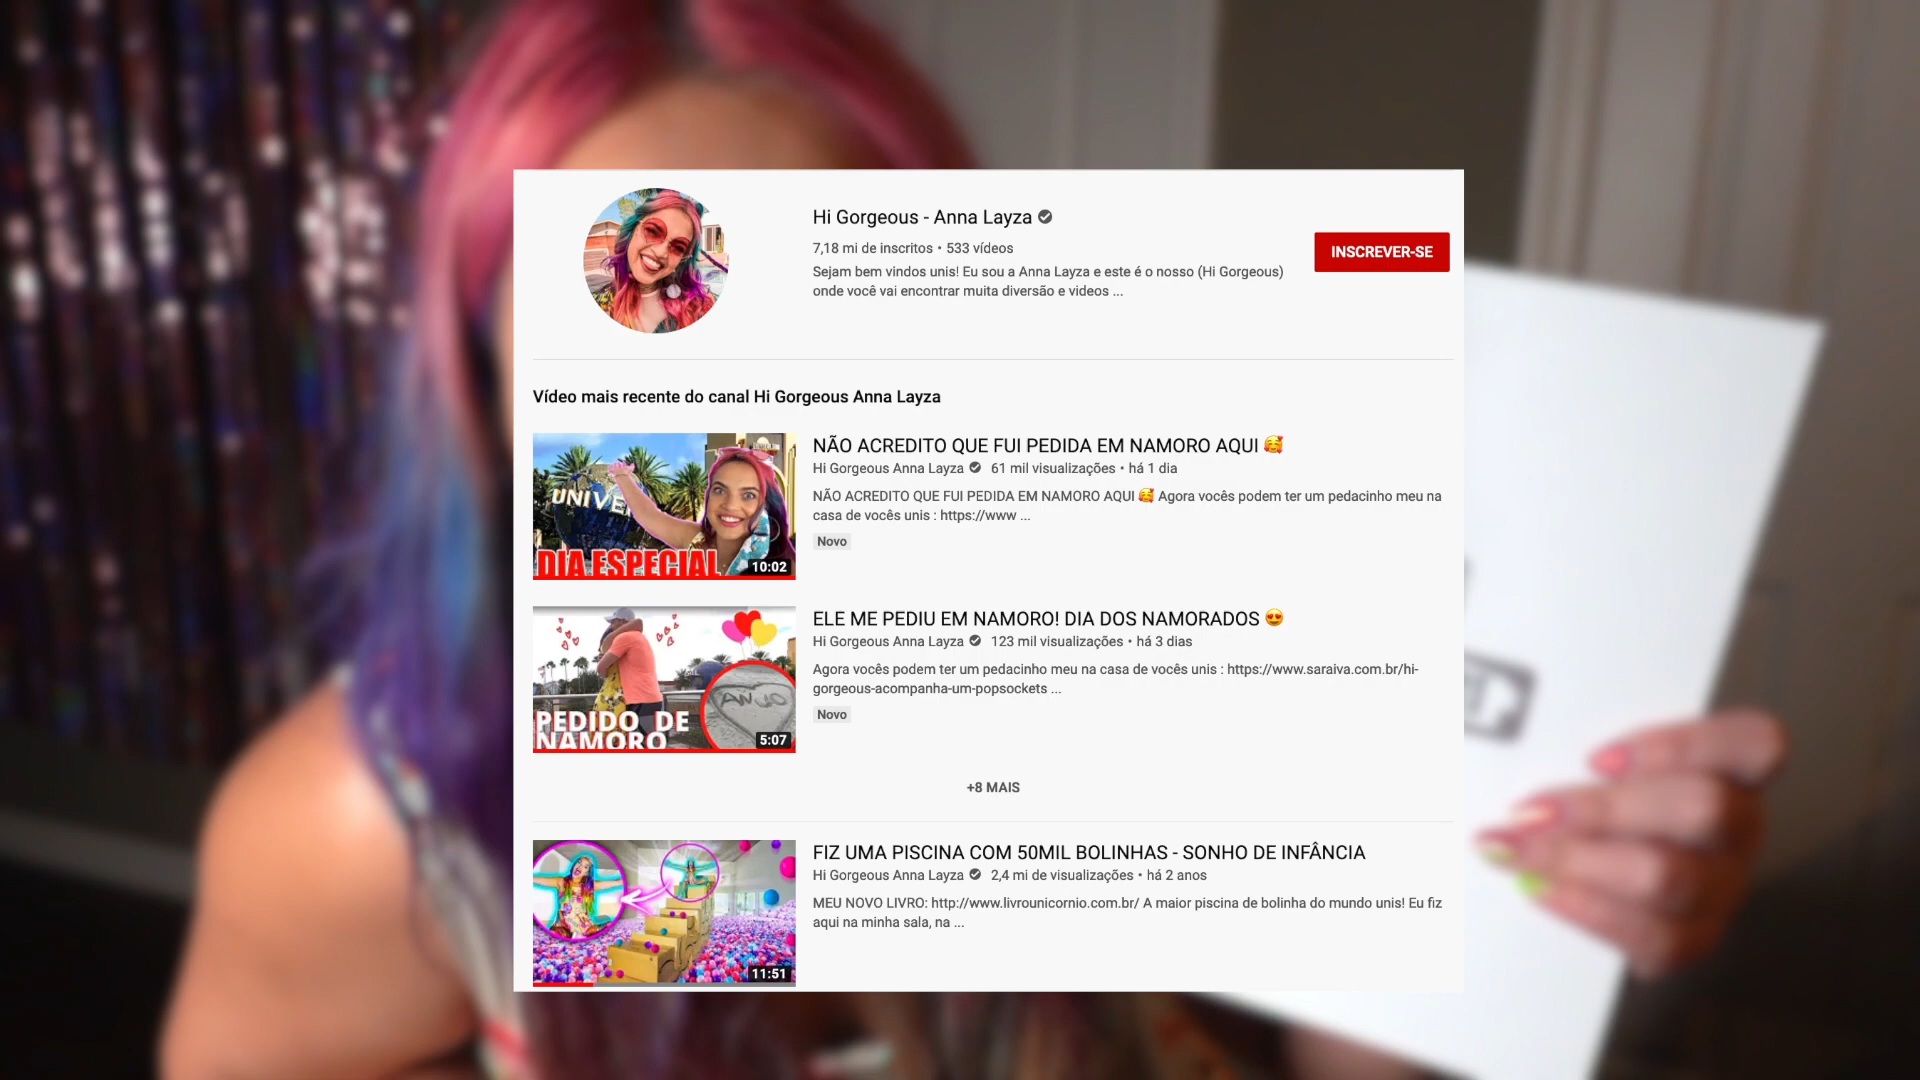 Hi Gorgeous - Anna Layza
7,18 mi de inscritos • 533 vídeos
Sejam bem vindos unis! Eu sou a Anna Layza e este é o nosso (Hi Gorgeous)
onde você vai encontrar muita diversão e videos ...
INSCREVER-SE
Vídeo mais recente do canal Hi Gorgeous Anna Layza
UNIVE
DIA ESPECIAL
10:02
NÃO ACREDITO QUE FUI PEDIDA EM NAMORO AQUI 🥰
Hi Gorgeous Anna Layza 61 mil visualizações • há 1 dia
NÃO ACREDITO QUE FUI PEDIDA EM NAMORO AQUI 🥰 Agora vocês podem ter um pedacinho meu na
casa de vocês unis : https://www ...
Novo
PEDIDO DE
NAMORO
5:07
ELE ME PEDIU EM NAMORO! DIA DOS NAMORADOS 😍
Hi Gorgeous Anna Layza 123 mil visualizações • há 3 dias
Agora vocês podem ter um pedacinho meu na casa de vocês unis : https://www.saraiva.com.br/hi-
gorgeous-acompanha-um-popsockets ...
Novo
+8 MAIS
11:51
FIZ UMA PISCINA COM 50MIL BOLINHAS - SONHO DE INFÂNCIA
Hi Gorgeous Anna Layza 2,4 mi de visualizações • há 2 anos
MEU NOVO LIVRO: http://www.livrounicornio.com.br/ A maior piscina de bolinha do mundo unis! Eu fiz
aqui na minha sala, na ...